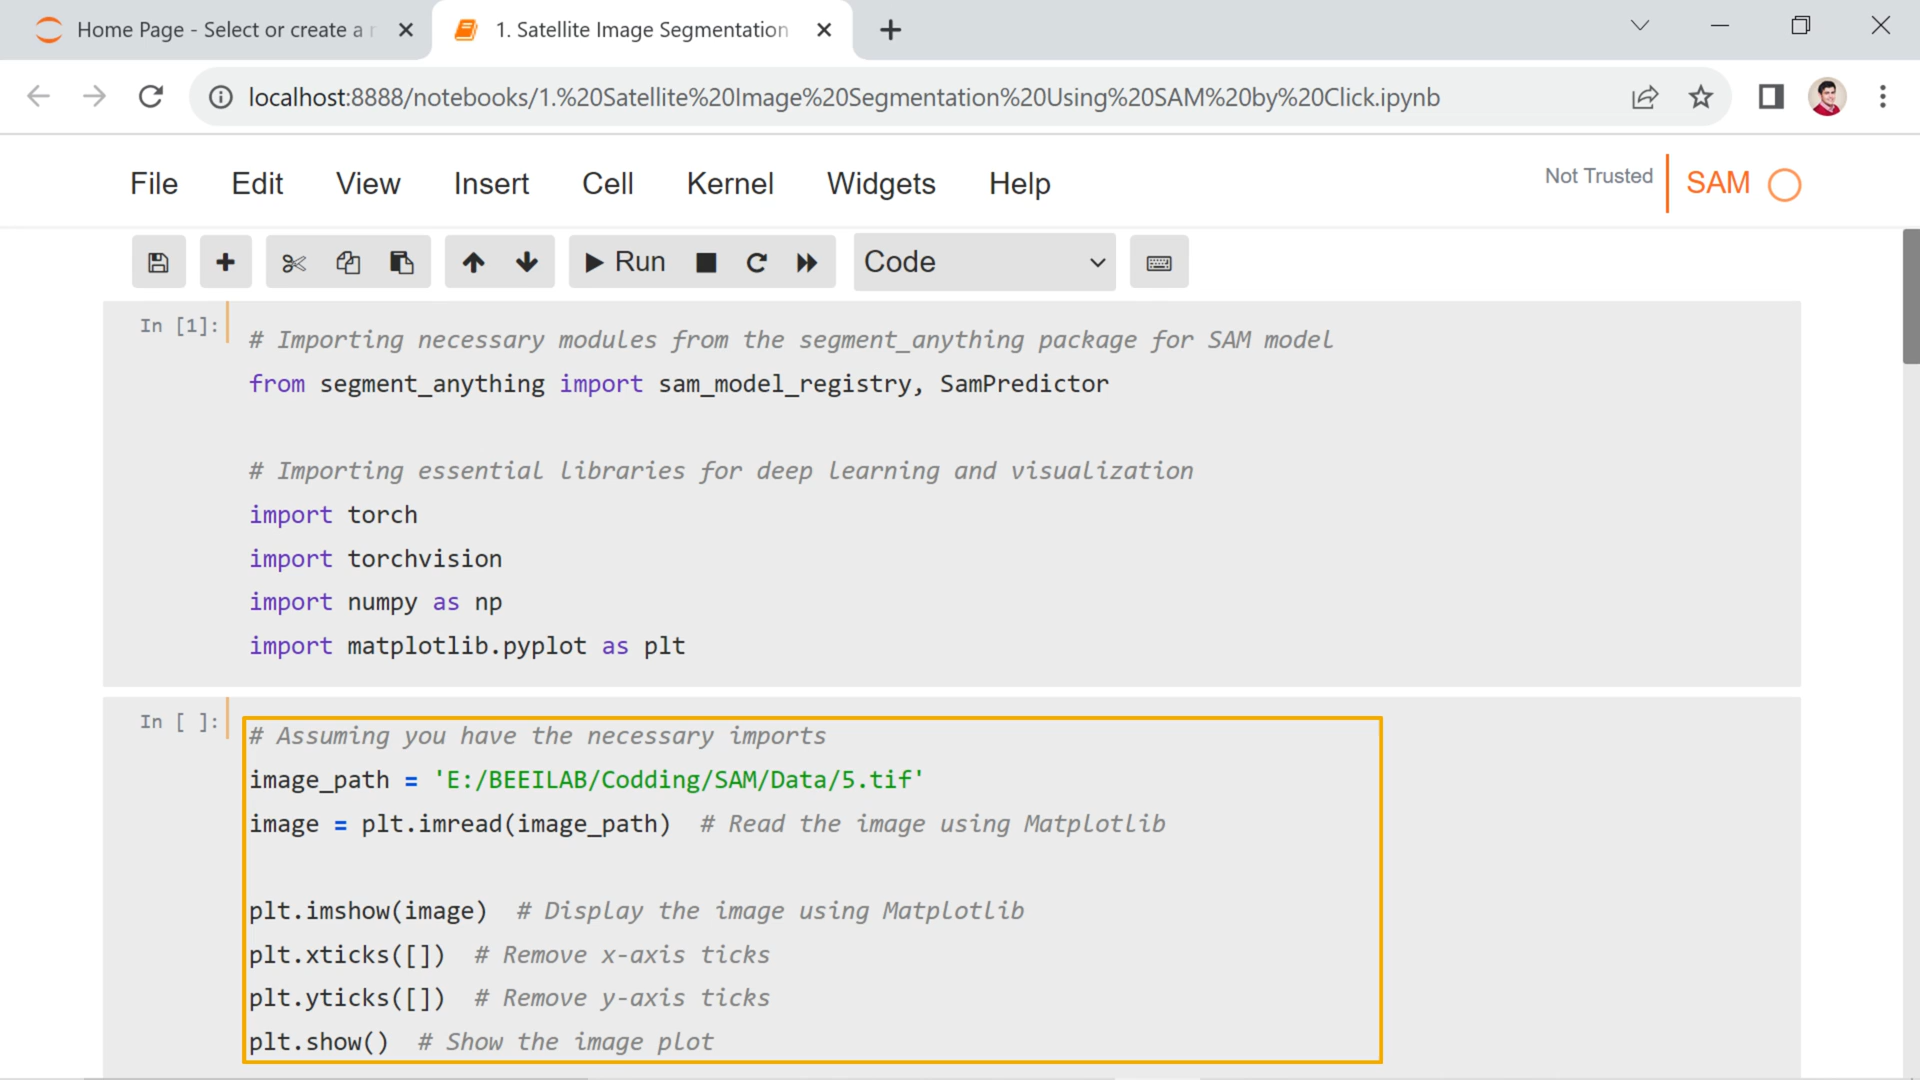 Home Page - Select or create a
1. Satellite Image Segmentation
localhost:8888/notebooks/1.%20Satellite%20Image%20Segmentation%20Using%20SAM%20by%20Click.ipynb
File Edit View Insert Cell Kernel Widgets Help Not Trusted SAM
Run Code
In [1]:
# Importing necessary modules from the segment_anything package for SAM model
from segment_anything import sam_model_registry, SamPredictor
# Importing essential libraries for deep learning and visualization
import torch
import torchvision
import numpy as np
import matplotlib.pyplot as plt
In [ ]:
# Assuming you have the necessary imports
image_path = 'E:/BEEILAB/Codding/SAM/Data/5.tif'
image = plt.imread(image_path)  # Read the image using Matplotlib
plt.imshow(image)  # Display the image using Matplotlib
plt.xticks([])  # Remove x-axis ticks
plt.yticks([])  # Remove y-axis ticks
plt.show()  # Show the image plot